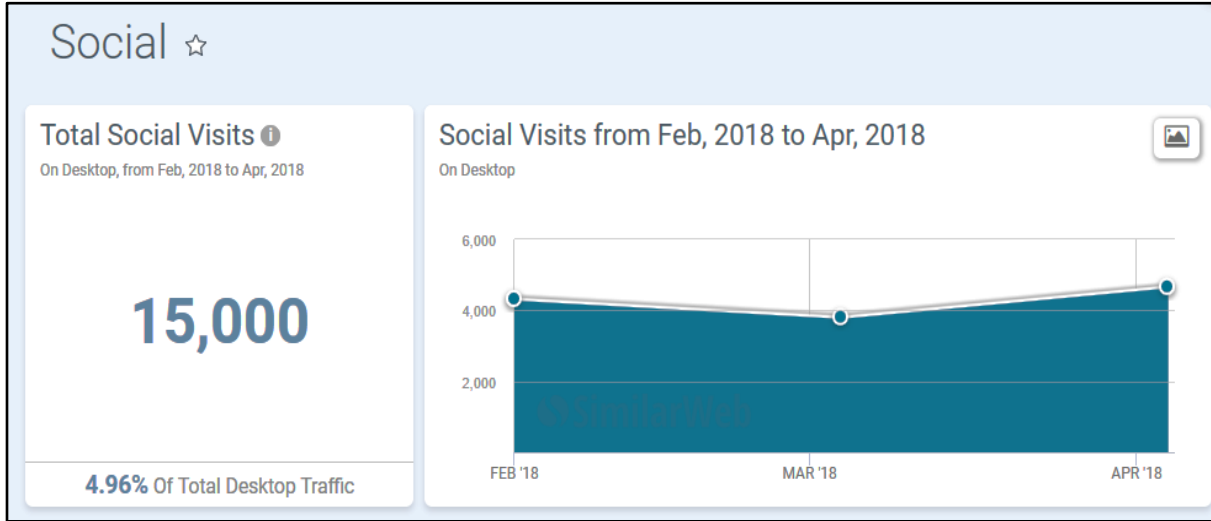 Social
Total Social Visits
On Desktop, from Feb, 2018 to Apr, 2018
15,000
4.96% Of Total Desktop Traffic
Social Visits from Feb, 2018 to Apr, 2018
On Desktop
6,000
4,000
2,000
SimilarWeb
FEB '18
MAR '18
APR '18